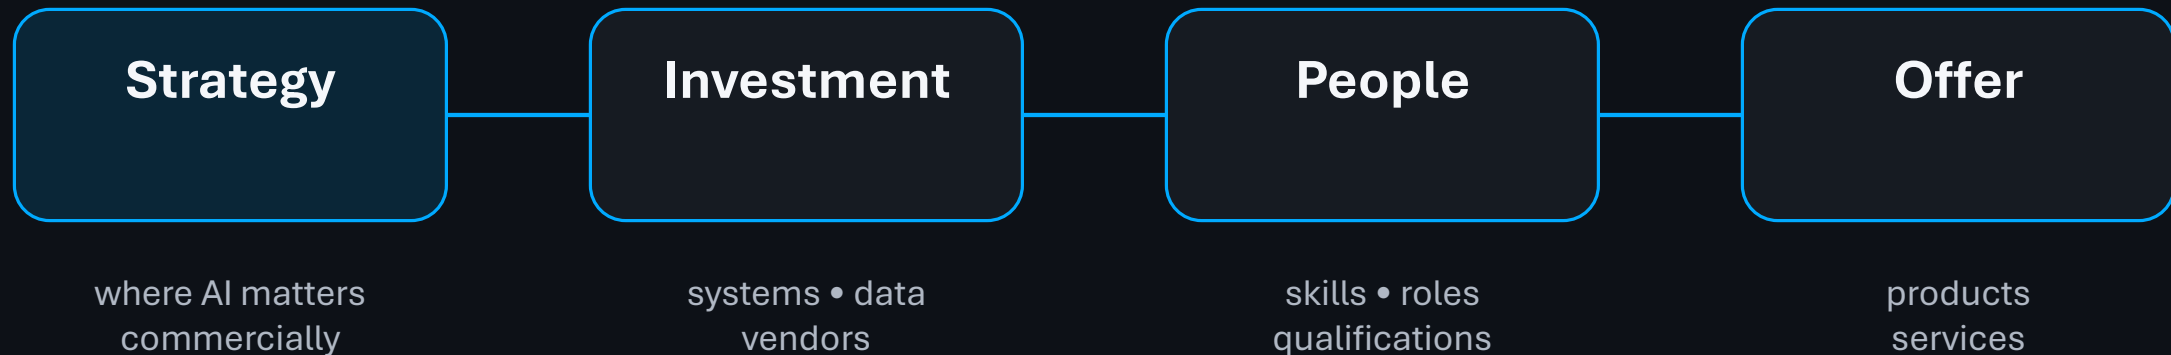 Strategy
Investment
People
Offer
where AI matters
commercially
systems • data
vendors
skills • roles
qualifications
products
services